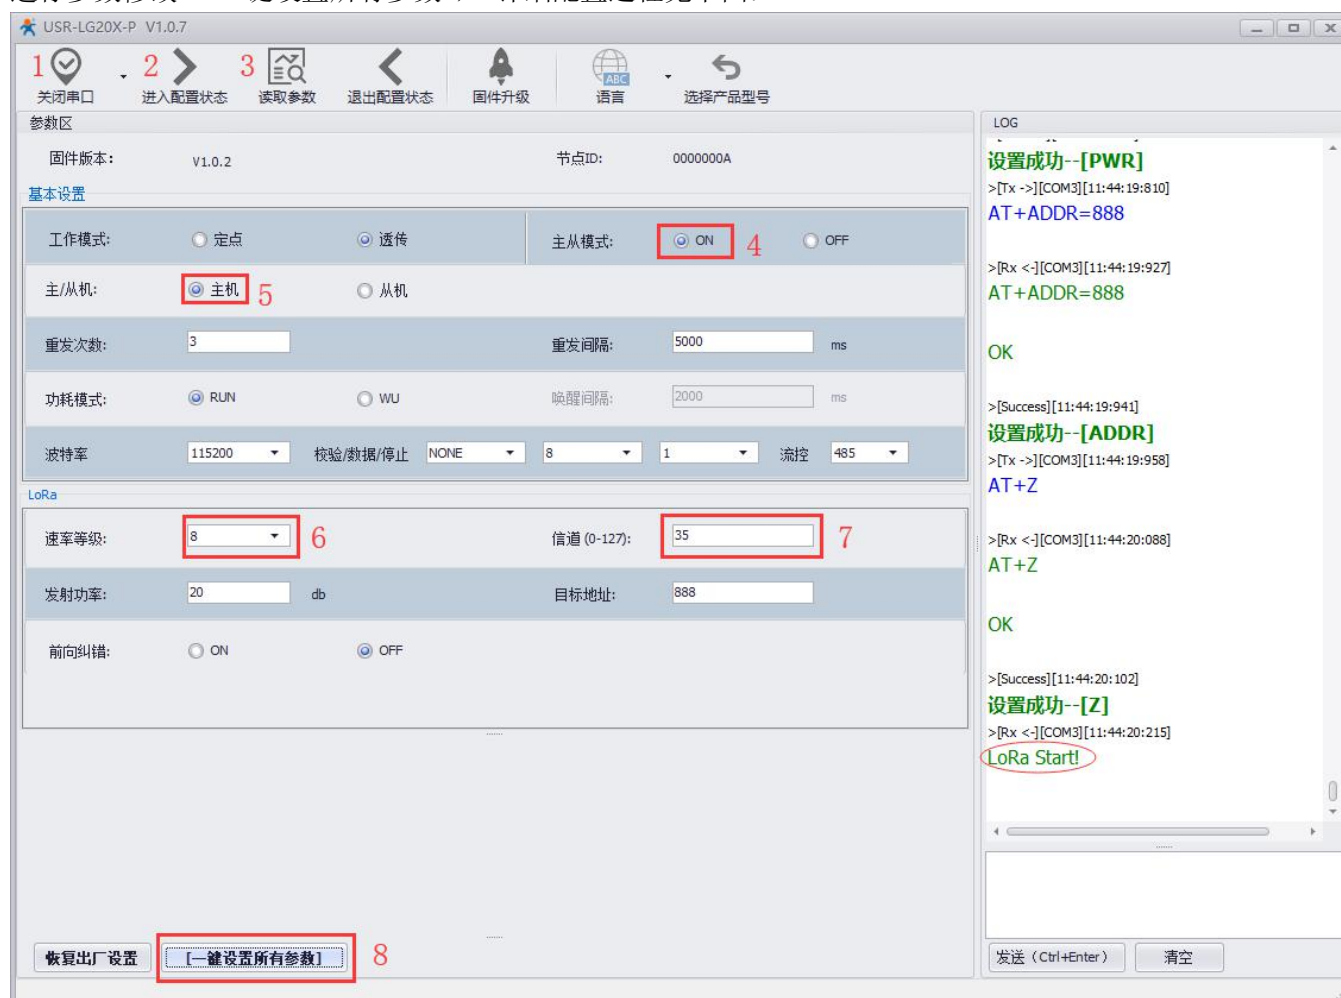 USR-LG20X-P V1.0.7
1 2 3
关闭串口 进入配置状态 读取参数 退出配置状态 固件升级 ABC 语言 选择产品型号
参数区
固件版本: V1.0.2 节点ID: 0000000A
基本设置
工作模式: 定点 透传 主从模式: ON 4 OFF
主/从机: 主机 5 从机
重发次数: 3 重发间隔: 5000 ms
功耗模式: RUN WU 唤醒间隔: 2000 ms
波特率 115200 校验/数据/停止 NONE 8 1 流控 485
LoRa
速率等级: 8 6 信道 (0-127): 35 7
发射功率: 20 db 目标地址: 888
前向纠错: ON OFF
恢复出厂设置 [一键设置所有参数] 8
LOG
设置成功--[PWR]
>[Tx ->][COM3][11:44:19:810]
AT+ADDR=888
>[Rx <-][COM3][11:44:19:927]
AT+ADDR=888
OK
>[Success][11:44:19:941]
设置成功--[ADDR]
>[Tx ->][COM3][11:44:19:958]
AT+Z
>[Rx <-][COM3][11:44:20:088]
AT+Z
OK
>[Success][11:44:20:102]
设置成功--[Z]
>[Rx <-][COM3][11:44:20:215]
LoRa Start!
发送 (Ctrl+Enter) 清空